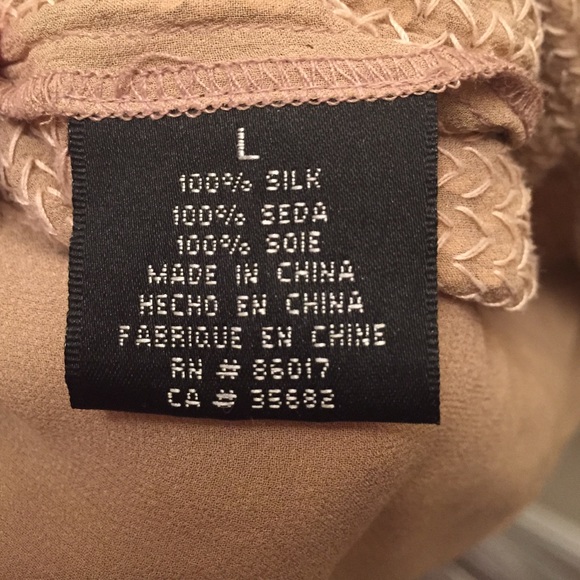 L
100% SILK
100% SEDA
100% SOIE
MADE IN CHINA
HECHO EN CHINA
FABRIQUE EN CHINE
RN # 86017
CA # 35682